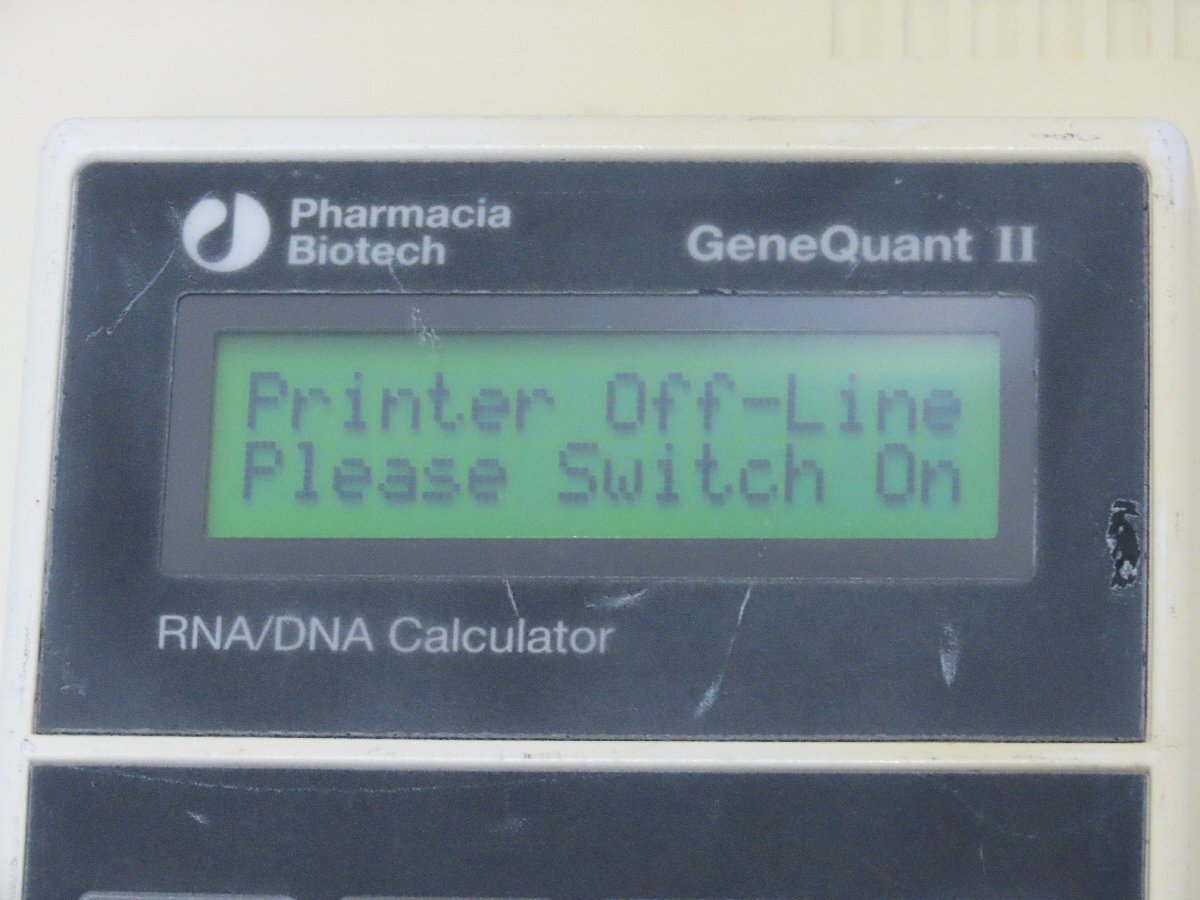 Pharmacia
Biotech
GeneQuant II
Printer Off-Line
Please Switch On
RNA/DNA Calculator